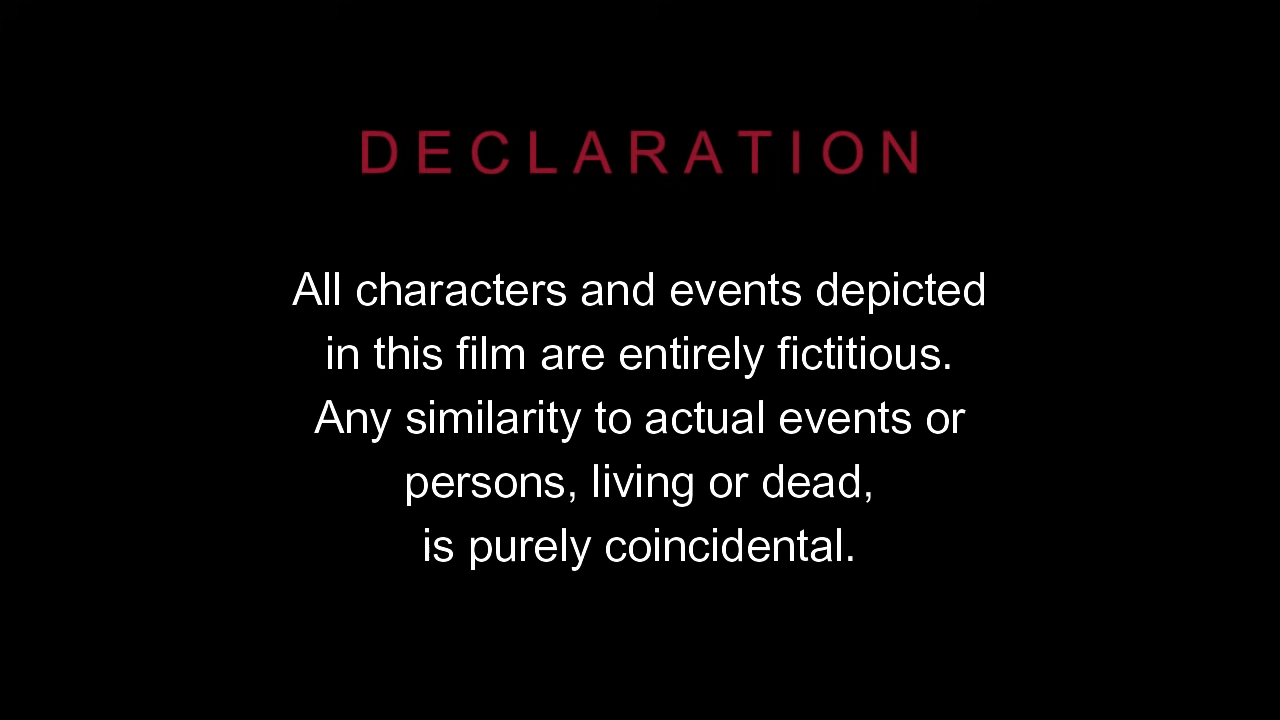 DECLARATION
All characters and events depicted
in this film are entirely fictitious.
Any similarity to actual events or
persons, living or dead,
is purely coincidental.